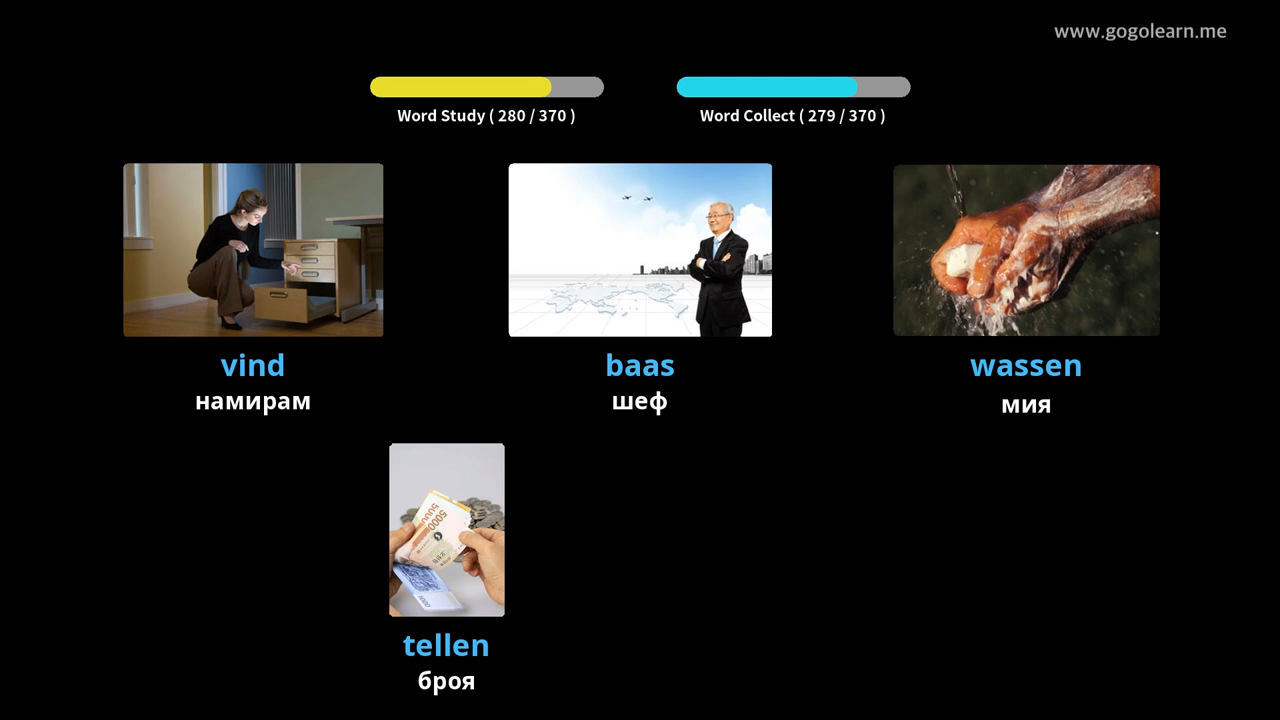 www.gogolearn.me
Word Study ( 280 / 370 )
Word Collect ( 279 / 370 )
vind
намирам
baas
шеф
wassen
мия
5000
tellen
броя